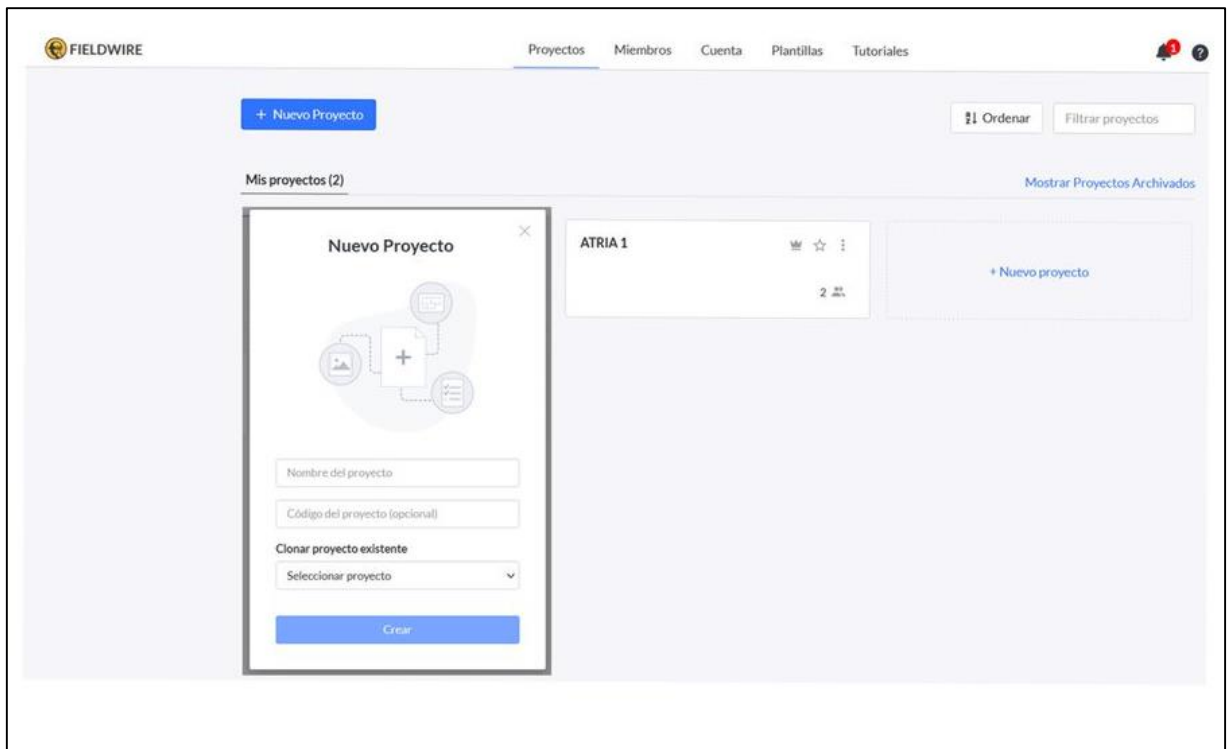 FIELDWIRE
Proyectos Miembros Cuenta Plantillas Tutoriales
1
?
+ Nuevo Proyecto
Ordenar
Filtrar proyectos
Mis proyectos (2)
Mostrar Proyectos Archivados
Nuevo Proyecto
Nombre del proyecto
Código del proyecto (opcional)
Clonar proyecto existente
Seleccionar proyecto
Crear
ATRIA 1
2
+ Nuevo proyecto